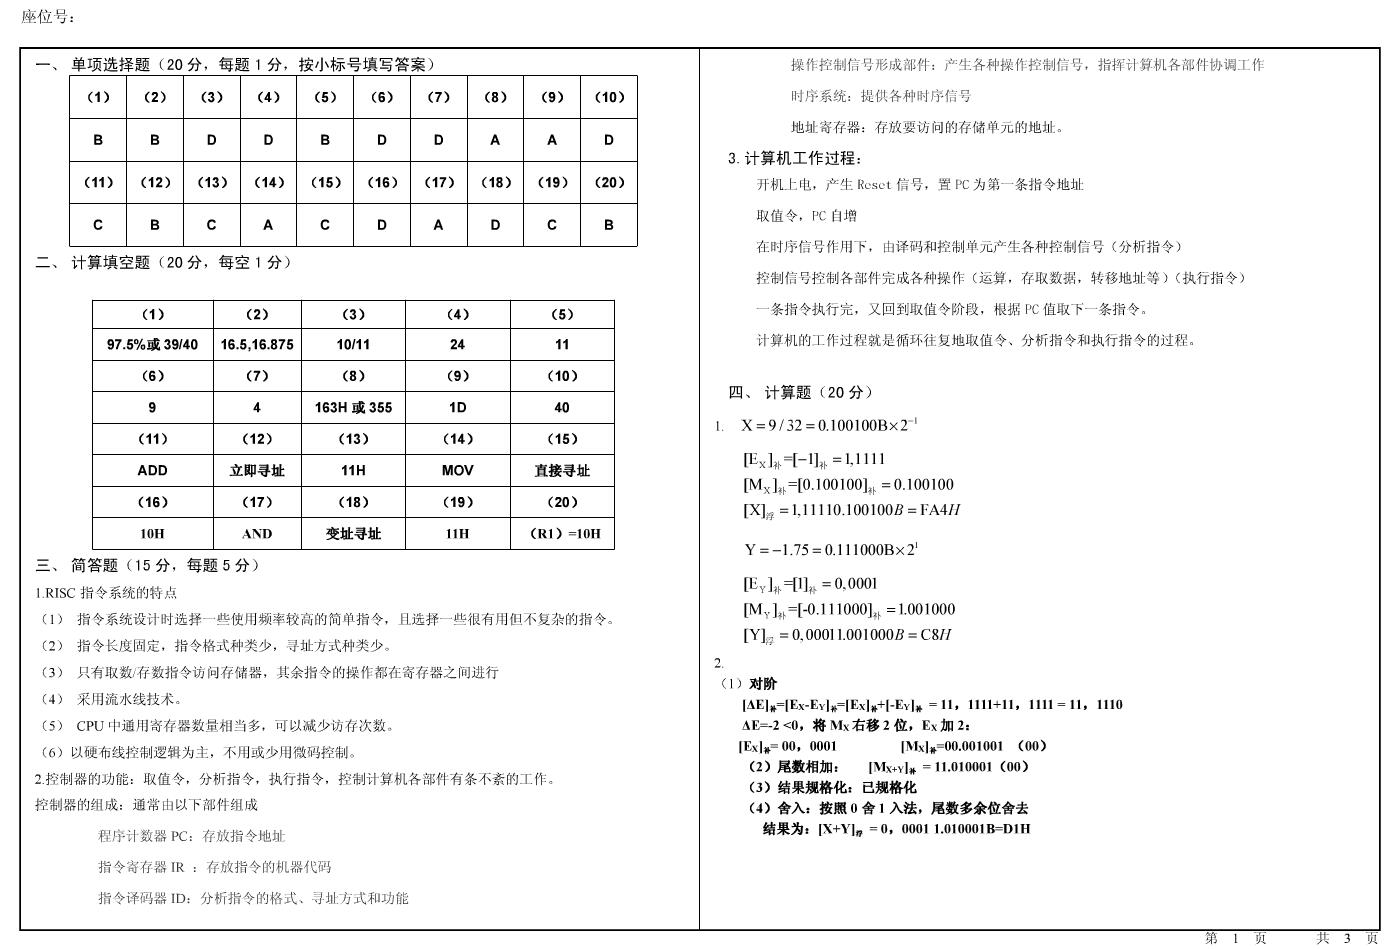 座位号：
一、 单项选择题（20 分，每题 1 分，按小标号填写答案）
（1） （2） （3） （4） （5） （6） （7） （8） （9） （10）
B B D D B D D A A D
（11） （12） （13） （14） （15） （16） （17） （18） （19） （20）
C B C A C D A D C B
二、 计算填空题（20 分，每空 1 分）
（1） （2） （3） （4） （5）
97.5%或 39/40 16.5,16.875 10/11 24 11
（6） （7） （8） （9） （10）
9 4 163H 或 355 1D 40
（11） （12） （13） （14） （15）
ADD 立即寻址 11H MOV 直接寻址
（16） （17） （18） （19） （20）
10H AND 变址寻址 11H （R1）=10H
三、 简答题（15 分，每题 5 分）
1.RISC 指令系统的特点
（1） 指令系统设计时选择一些使用频率较高的简单指令，且选择一些很有用但不复杂的指令。
（2） 指令长度固定，指令格式种类少，寻址方式种类少。
（3） 只有取数/存数指令访问存储器，其余指令的操作都在寄存器之间进行
（4） 采用流水线技术。
（5） CPU 中通用寄存器数量相当多，可以减少访存次数。
（6）以硬布线控制逻辑为主，不用或少用微码控制。
2.控制器的功能：取值令，分析指令，执行指令，控制计算机各部件有条不紊的工作。
控制器的组成：通常由以下部件组成
程序计数器 PC：存放指令地址
指令寄存器 IR ：存放指令的机器代码
指令译码器 ID：分析指令的格式、寻址方式和功能
操作控制信号形成部件：产生各种操作控制信号，指挥计算机各部件协调工作
时序系统：提供各种时序信号
地址寄存器：存放要访问的存储单元的地址。
3. 计算机工作过程：
开机上电，产生 Reset 信号，置 PC 为第一条指令地址
取值令，PC 自增
在时序信号作用下，由译码和控制单元产生各种控制信号（分析指令）
控制信号控制各部件完成各种操作（运算，存取数据，转移地址等）（执行指令）
一条指令执行完，又回到取值令阶段，根据 PC 值取下一条指令。
计算机的工作过程就是循环往复地取值令、分析指令和执行指令的过程。
四、 计算题（20 分）
1. X = 9 / 32 = 0.100100B×2⁻¹
[E_X]补=[−1]补 = 1,1111
[M_X]补=[0.100100]补 = 0.100100
[X]浮 = 1,11110.100100B = FA4H
Y = −1.75 = 0.111000B×2¹
[E_Y]补=[1]补 = 0,0001
[M_Y]补=[-0.111000]补 = 1.001000
[Y]浮 = 0,00011.001000B = C8H
2.
（1）对阶
[ΔE]补=[E_X-E_Y]补=[E_X]补+[-E_Y]补 = 11，1111+11，1111 = 11，1110
ΔE=-2 <0，将 M_X 右移 2 位，E_X 加 2：
[E_X]补= 00，0001 [M_X]补=00.001001 （00）
（2）尾数相加： [M_X+Y]补 = 11.010001（00）
（3）结果规格化：已规格化
（4）舍入：按照 0 舍 1 入法，尾数多余位舍去
结果为：[X+Y]浮 = 0，0001 1.010001B=D1H
第 1 页 共 3 页